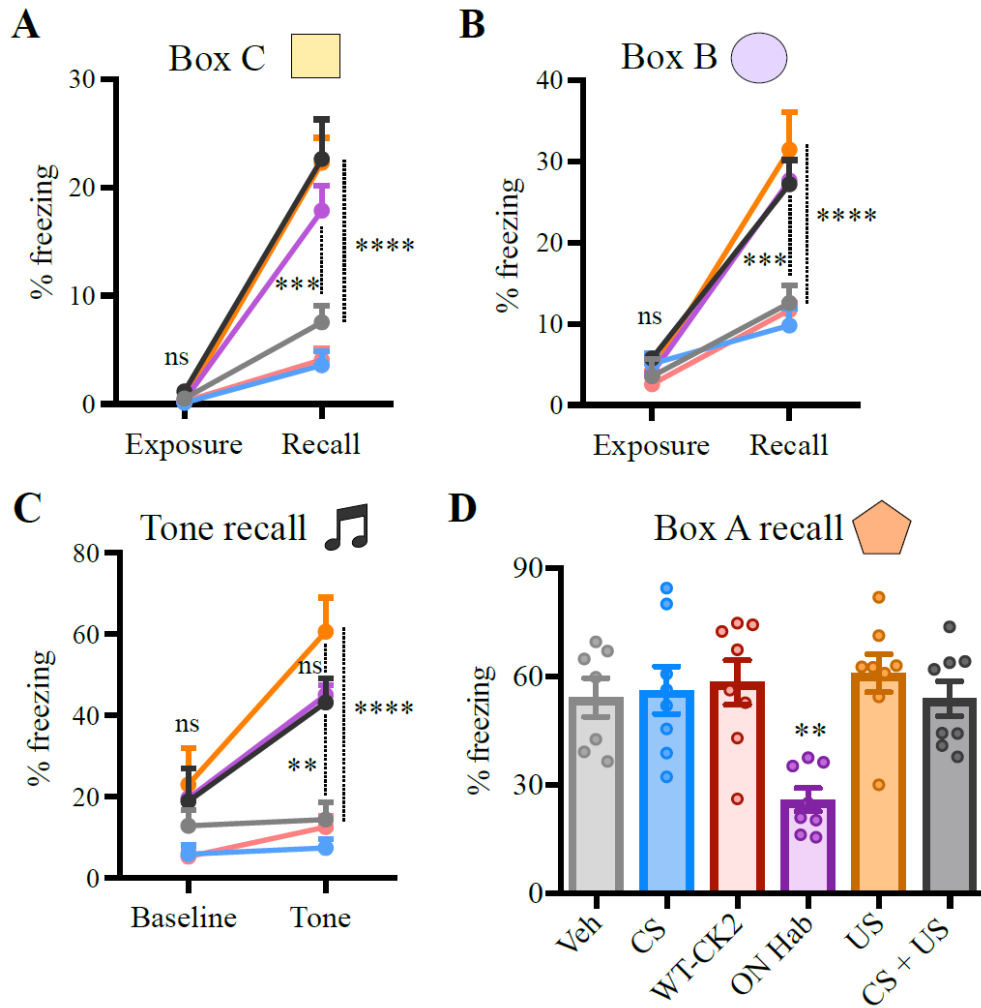 A
Box C
% freezing
30
20
10
0
ns
***
****
Exposure
Recall
B
Box B
% freezing
40
30
20
10
0
ns
***
****
Exposure
Recall
C
Tone recall
% freezing
80
60
40
20
0
ns
ns
**
****
Baseline
Tone
D
Box A recall
% freezing
90
60
30
0
**
Veh
CS
WT-CK2
ON Hab
US
CS + US